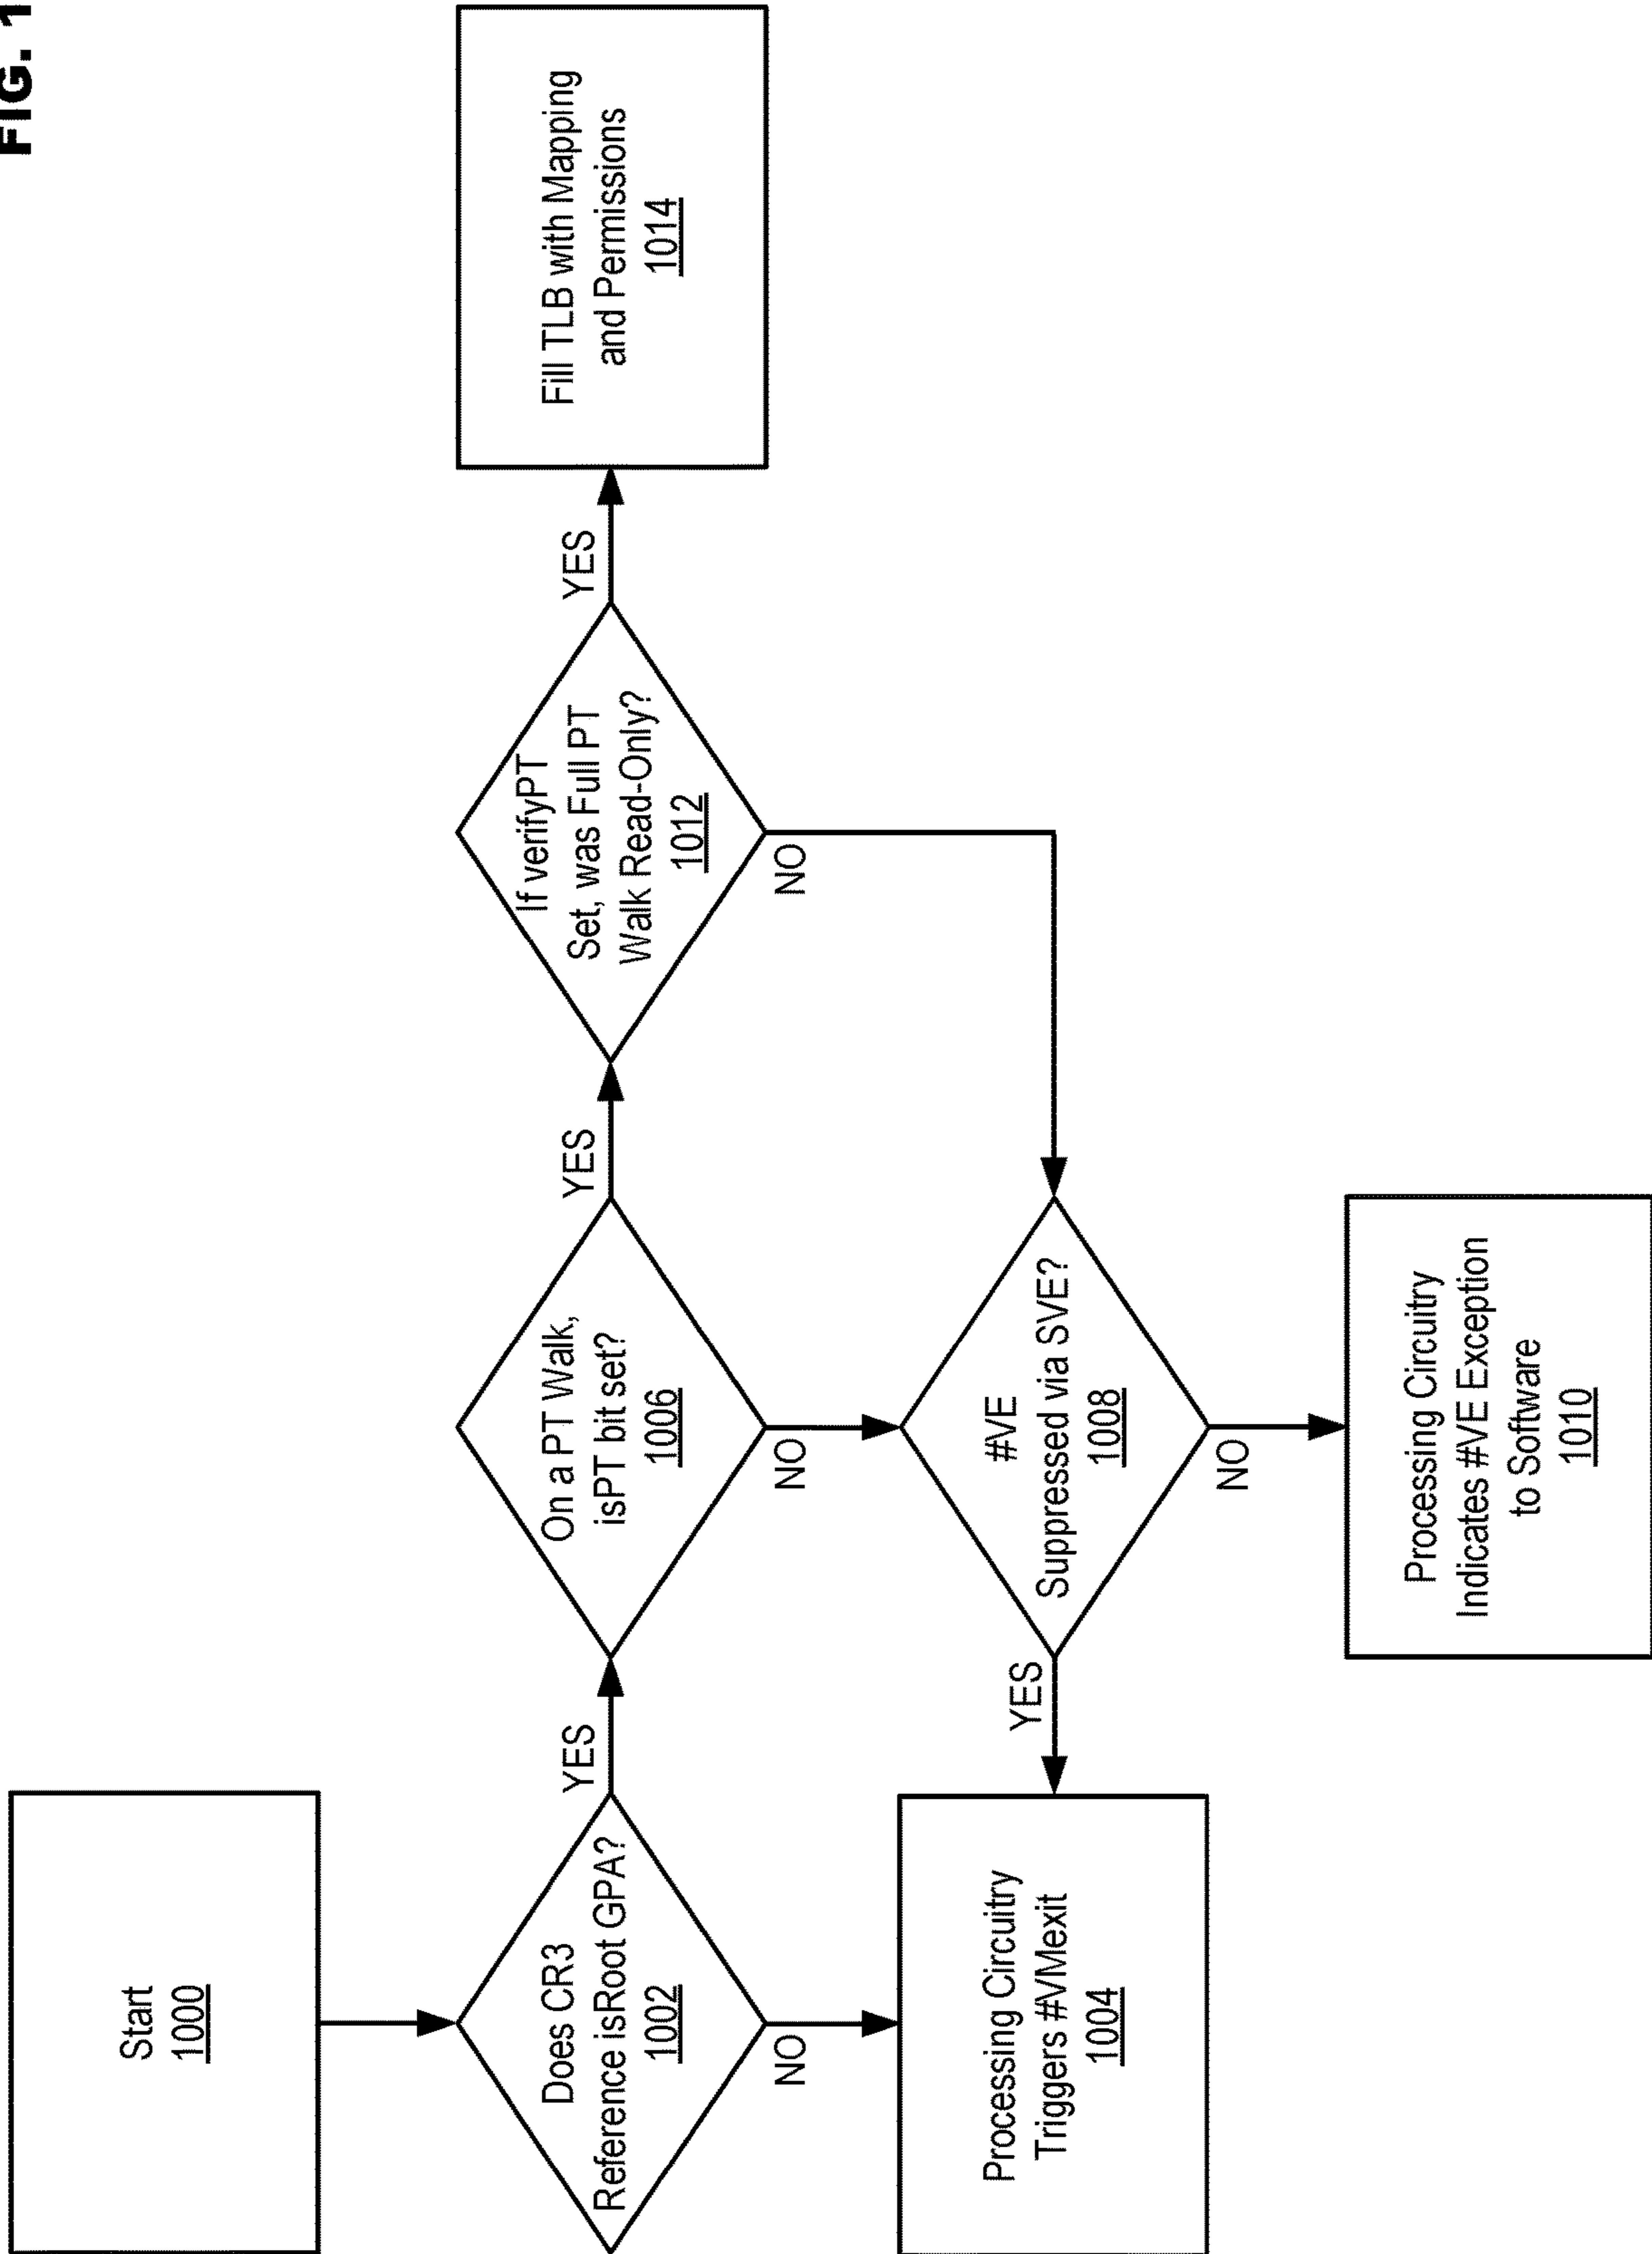 FIG. 1
Start
1000
Does CR3
Reference isRoot GPA?
1002
YES
NO
Processing Circuitry
Triggers #VMexit
1004
On a PT Walk,
isPT bit set?
1006
YES
NO
#VE
Suppressed via SVE?
1008
YES
NO
Processing Circuitry
Indicates #VE Exception
to Software
1010
If verifyPT
Set, was Full PT
Walk Read-Only?
1012
YES
NO
Fill TLB with Mapping
and Permissions
1014